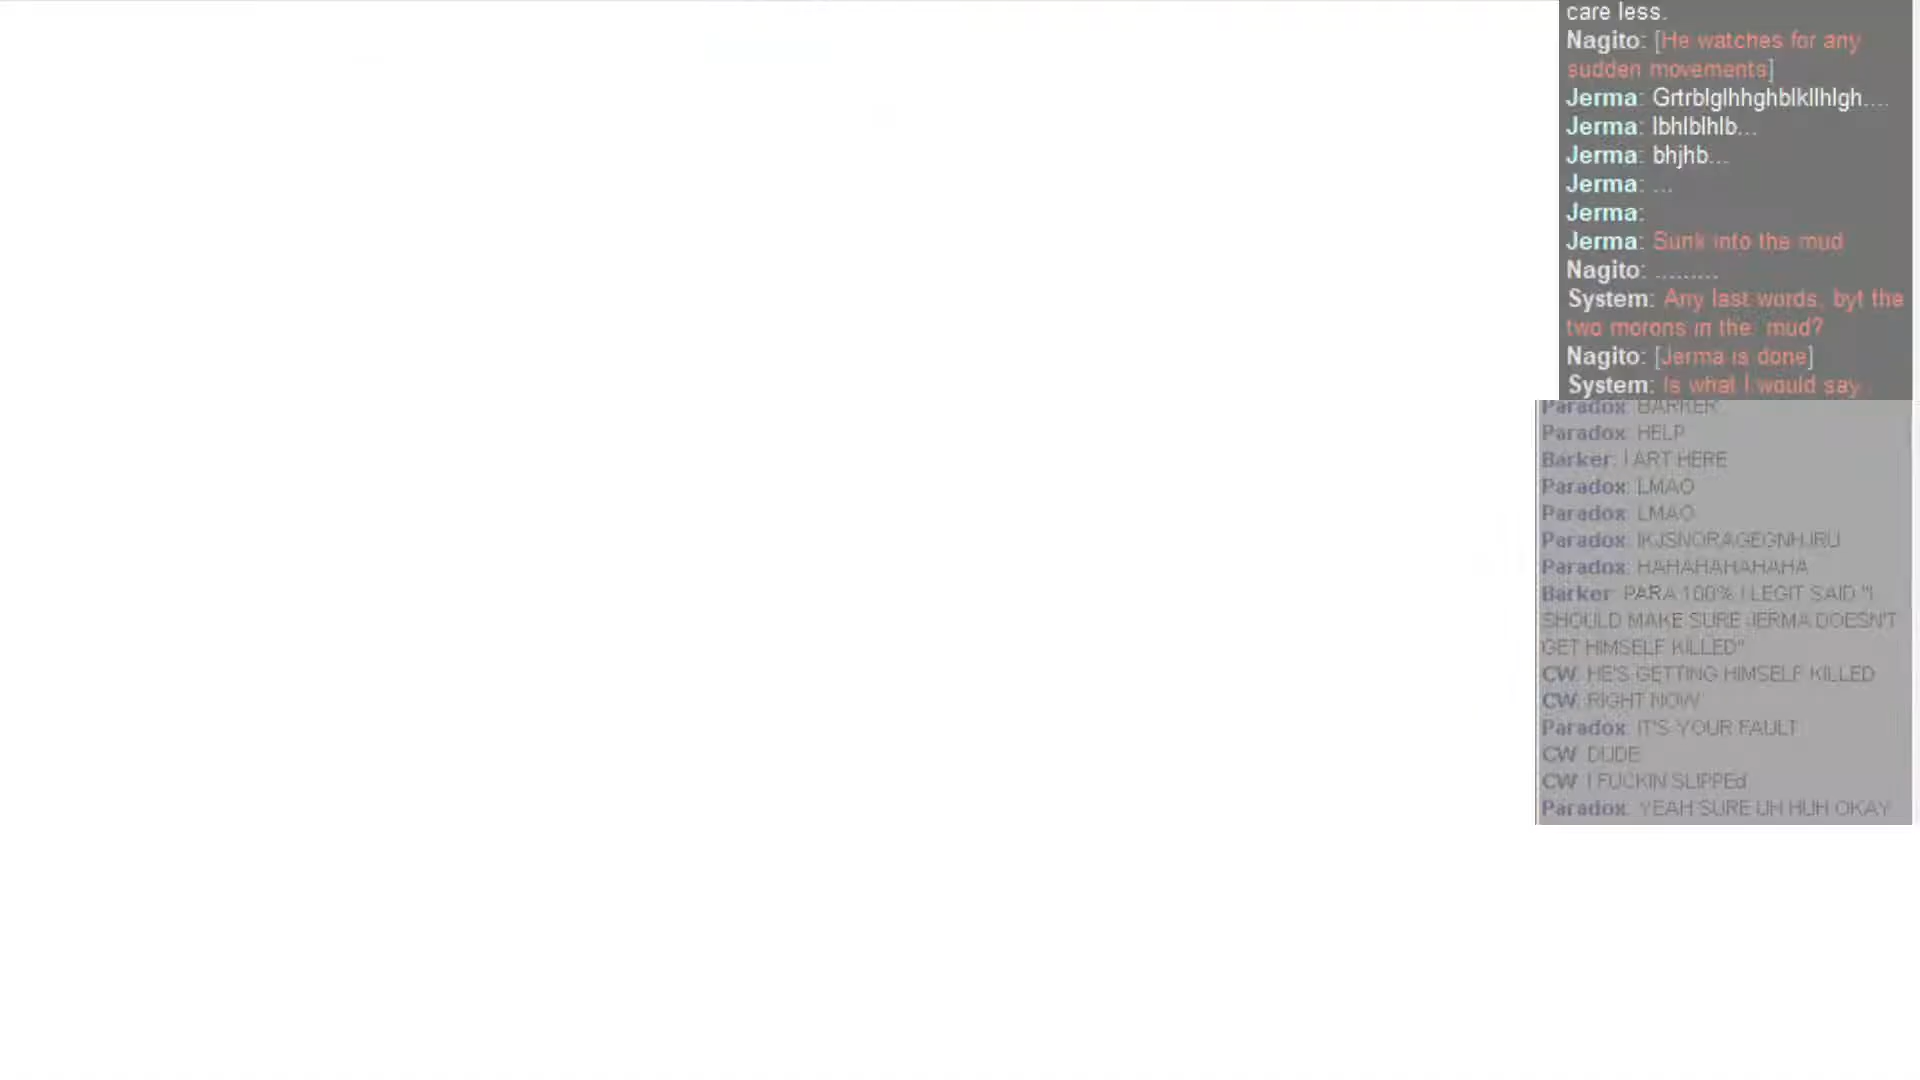 care less.
Nagito: [He watches for any
sudden movements]
Jerma: Grtrblglhhghblkllhlgh....
Jerma: lbhlblhlb...
Jerma: bhjhb...
Jerma: ...
Jerma:
Jerma: Sunk into the mud
Nagito: .........
System: Any last words, byt the
two morons in the mud?
Nagito: [Jerma is done]
System: Is what I would say
Paradox: BARKER
Paradox: HELP
Barker: I ART HERE
Paradox: LMAO
Paradox: LMAO
Paradox: IKJSNORAGEGNHJRU
Paradox: HAHAHAHAHAHA
Barker: PARA 100% I LEGIT SAID "I
SHOULD MAKE SURE JERMA DOESN'T
GET HIMSELF KILLED"
CW: HE'S GETTING HIMSELF KILLED
CW: RIGHT NOW
Paradox: IT'S YOUR FAULT
CW: DUDE
CW: I FUCKIN SLIPPEd
Paradox: YEAH SURE UH HUH OKAY